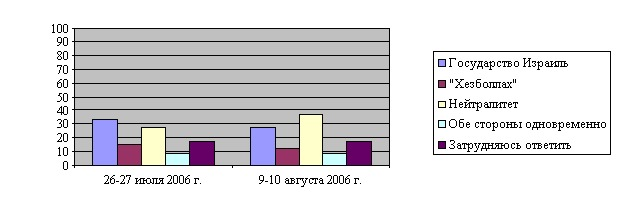 100
90
80
70
60
50
40
30
20
10
0
26-27 июля 2006 г.
9-10 августа 2006 г.
Государство Израиль
"Хезболлах"
Нейтралитет
Обе стороны одновременно
Затрудняюсь ответить